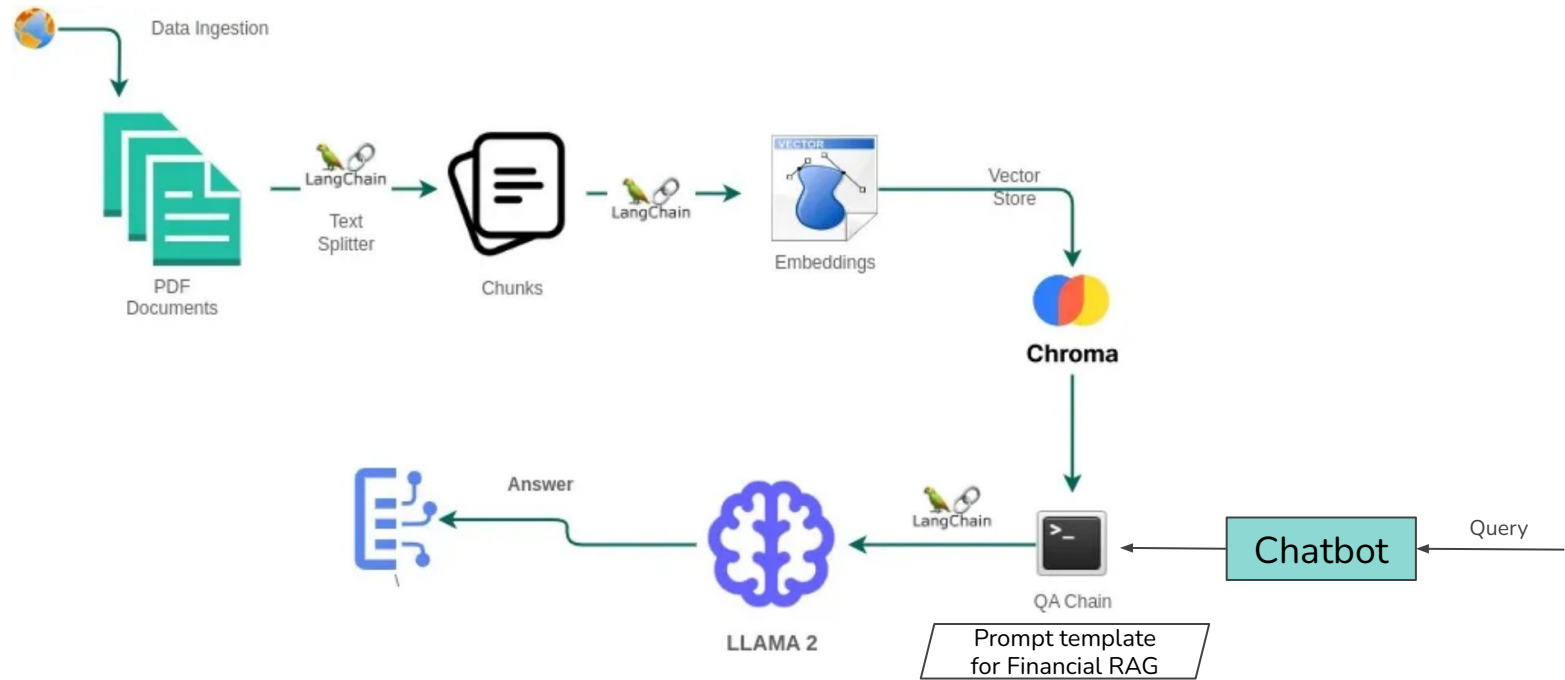 Data Ingestion
LangChain
Text
Splitter
PDF
Documents
Chunks
LangChain
VECTOR
Embeddings
Vector
Store
Chroma
Answer
LLAMA 2
LangChain
>_
QA Chain
Prompt template
for Financial RAG
Chatbot
Query
\